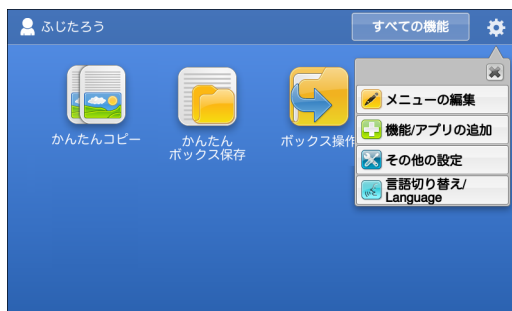 ふじたろう
すべての機能
かんたんコピー
かんたん
ボックス保存
ボックス操作
メニューの編集
機能/アプリの追加
その他の設定
言語切り替え/
Language